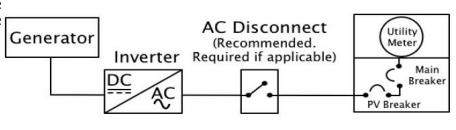 Generator
Inverter
DC
AC
AC Disconnect
(Recommended.
Required if applicable)
Utility
Meter
Main
Breaker
PV Breaker